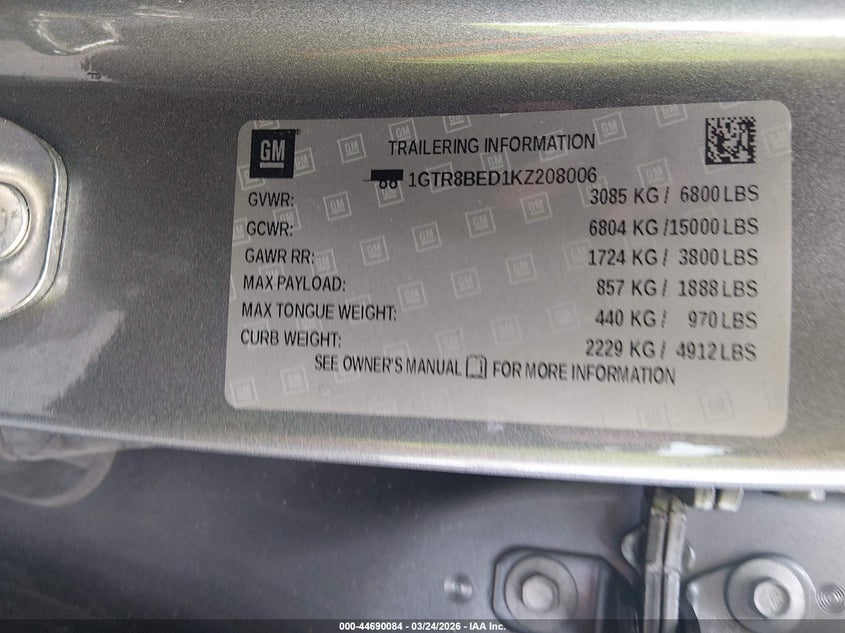 GM
TRAILERING INFORMATION
1GTR8BED1KZ208006
GVWR: 3085 KG / 6800 LBS
GCWR: 6804 KG / 15000 LBS
GAWR RR: 1724 KG / 3800 LBS
MAX PAYLOAD: 857 KG / 1888 LBS
MAX TONGUE WEIGHT: 440 KG / 970 LBS
CURB WEIGHT: 2229 KG / 4912 LBS
SEE OWNER'S MANUAL FOR MORE INFORMATION
000-44690084 - 03/24/2026 - IAA Inc.